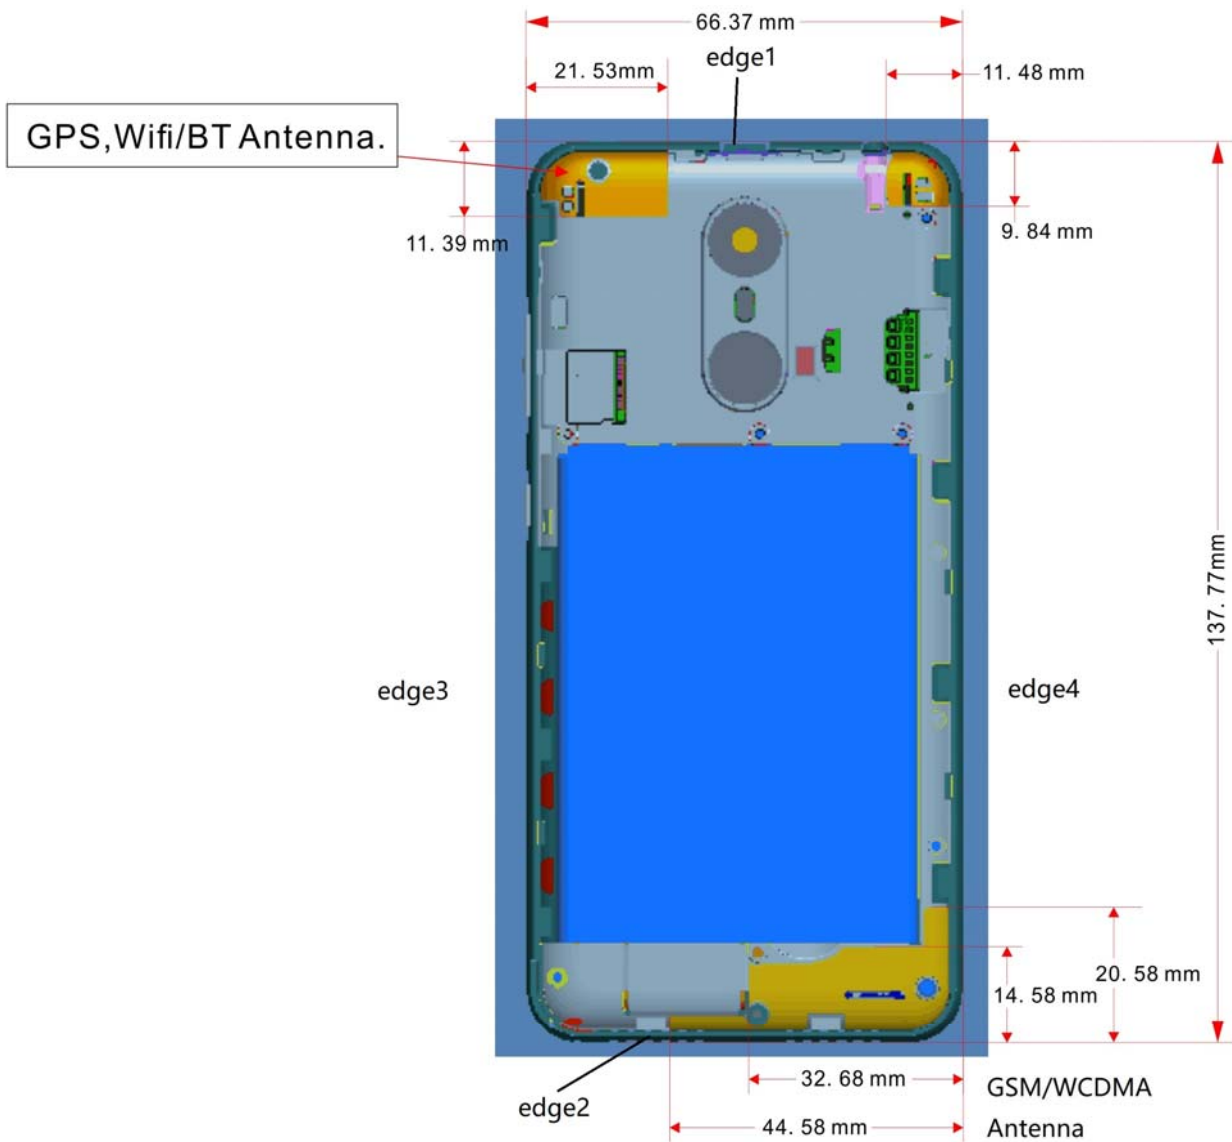 66.37 mm
edge1
21. 53mm
11. 48 mm
GPS,Wifi/BT Antenna.
11. 39 mm
9. 84 mm
137. 77mm
edge3
edge4
20. 58 mm
14. 58 mm
32. 68 mm
GSM/WCDMA
edge2
44. 58 mm
Antenna